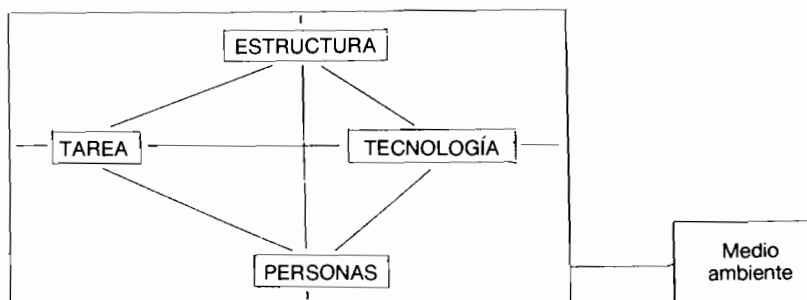 ESTRUCTURA
TAREA
TECNOLOGÍA
PERSONAS
Medio
ambiente